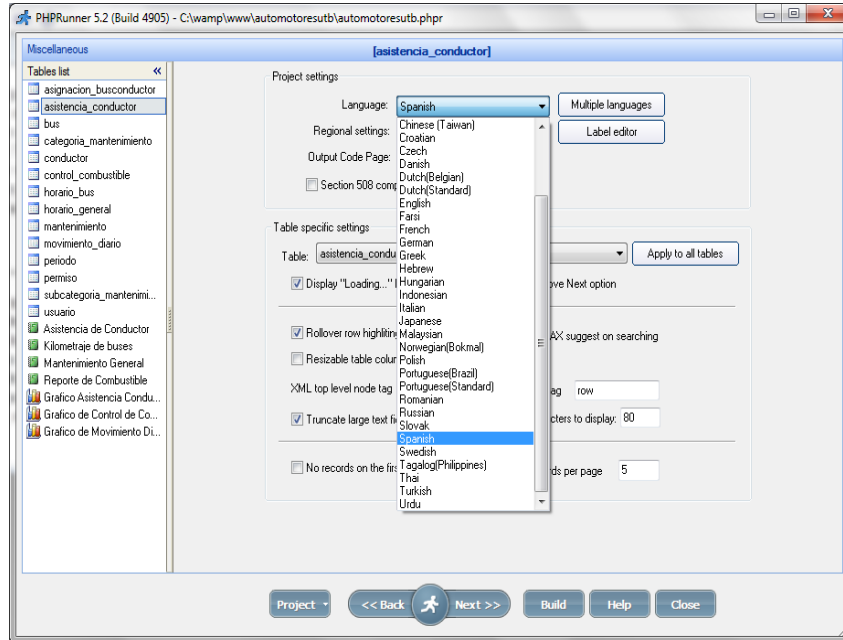 PHPRunner 5.2 (Build 4905) - C:\wamp\www\automotoresutb\automotoresutb.phpr
Miscellaneous
[asistencia_conductor]
Tables list
«
asignacion_busconductor
asistencia_conductor
bus
categoria_mantenimiento
conductor
control_combustible
horario_bus
horario_general
mantenimiento
movimiento_diario
periodo
permiso
subcategoria_mantenimi...
usuario
Asistencia de Conductor
Kilometraje de buses
Mantenimiento General
Reporte de Combustible
Grafico Asistencia Condu...
Grafico de Control de Co...
Grafico de Movimiento Di...
Project settings
Language: Spanish
Multiple languages
Regional settings:
Label editor
Output Code Page:
Section 508 comp
Chinese (Taiwan)
Croatian
Czech
Danish
Dutch(Belgian)
Dutch(Standard)
English
Farsi
French
German
Greek
Hebrew
Hungarian
Indonesian
Italian
Japanese
Malaysian
Norwegian(Bokmal)
Polish
Portuguese(Brazil)
Portuguese(Standard)
Romanian
Russian
Slovak
Spanish
Swedish
Tagalog(Philippines)
Thai
Turkish
Urdu
Table specific settings
Table: asistencia_condu
Apply to all tables
Display "Loading..."
ove Next option
Rollover row highliting
AX suggest on searching
Resizable table colum
XML top level node tag
ag row
Truncate large text fi
cters to display: 80
No records on the firs
ds per page 5
Project
<< Back
Next >>
Build
Help
Close